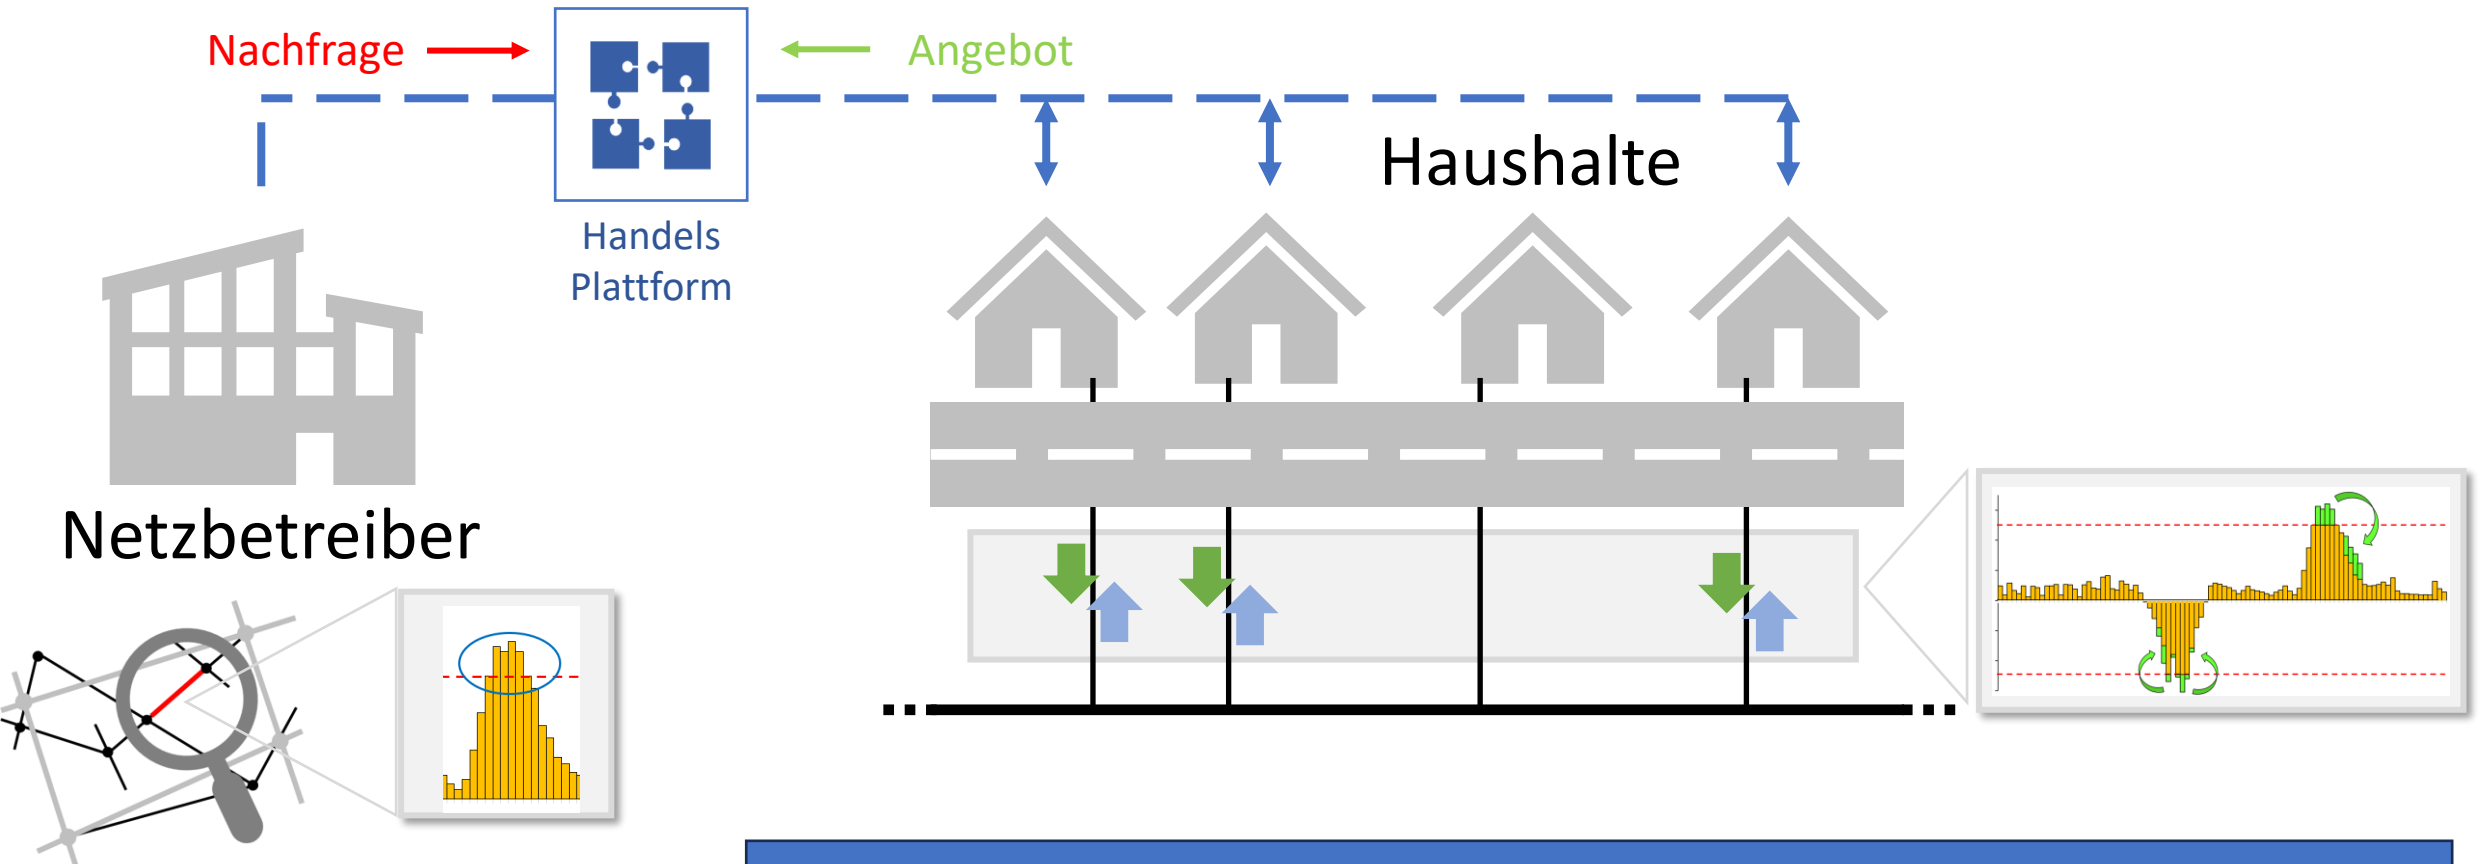 Nachfrage
Angebot
Haushalte
Handels
Plattform
Netzbetreiber